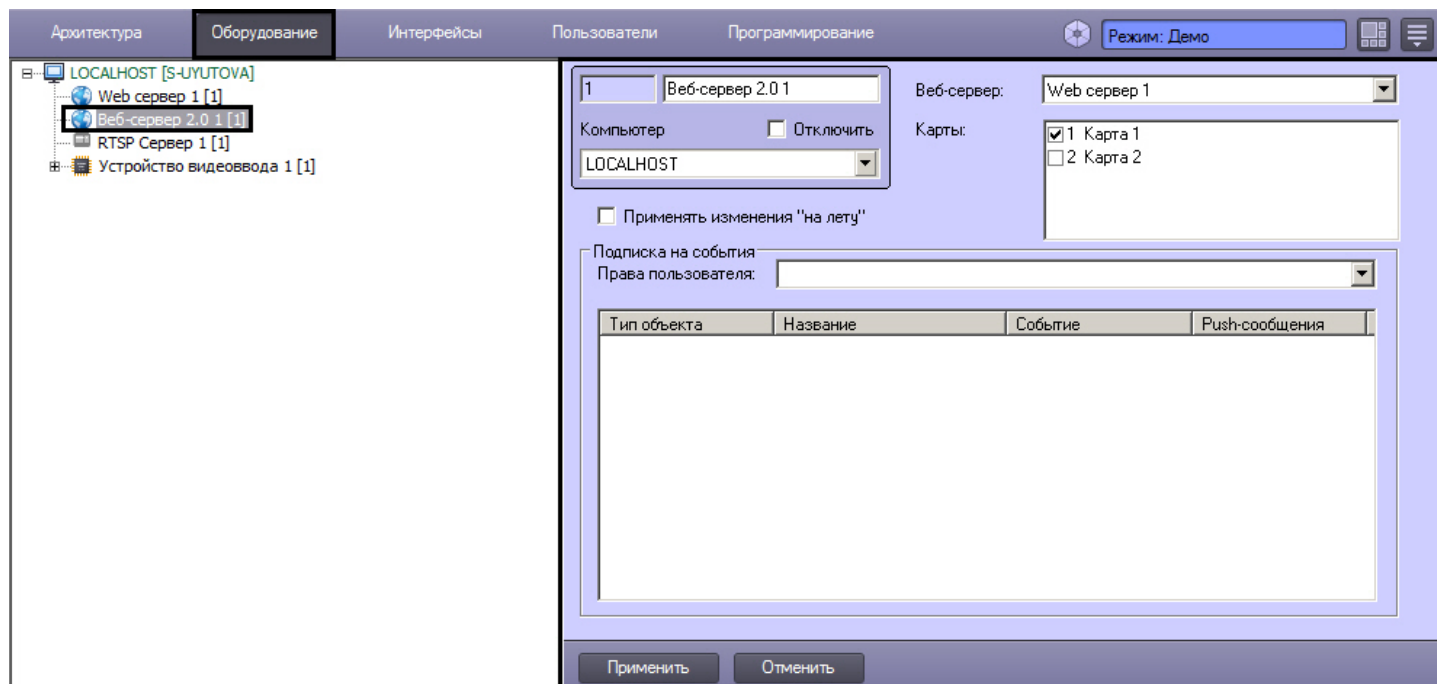 Архитектура Оборудование Интерфейсы Пользователи Программирование Режим: Демо
LOCALHOST [S-UYUTOVA]
Web сервер 1 [1]
Веб-сервер 2.0 1 [1]
RTSP Сервер 1 [1]
Устройство видеоввода 1 [1]
1 Веб-сервер 2.0 1
Компьютер Отключить
LOCALHOST
Применять изменения "на лету"
Веб-сервер: Web сервер 1
Карты: 1 Карта 1
2 Карта 2
Подписка на события
Права пользователя:
Тип объекта Название Событие Push-сообщения
Применить Отменить